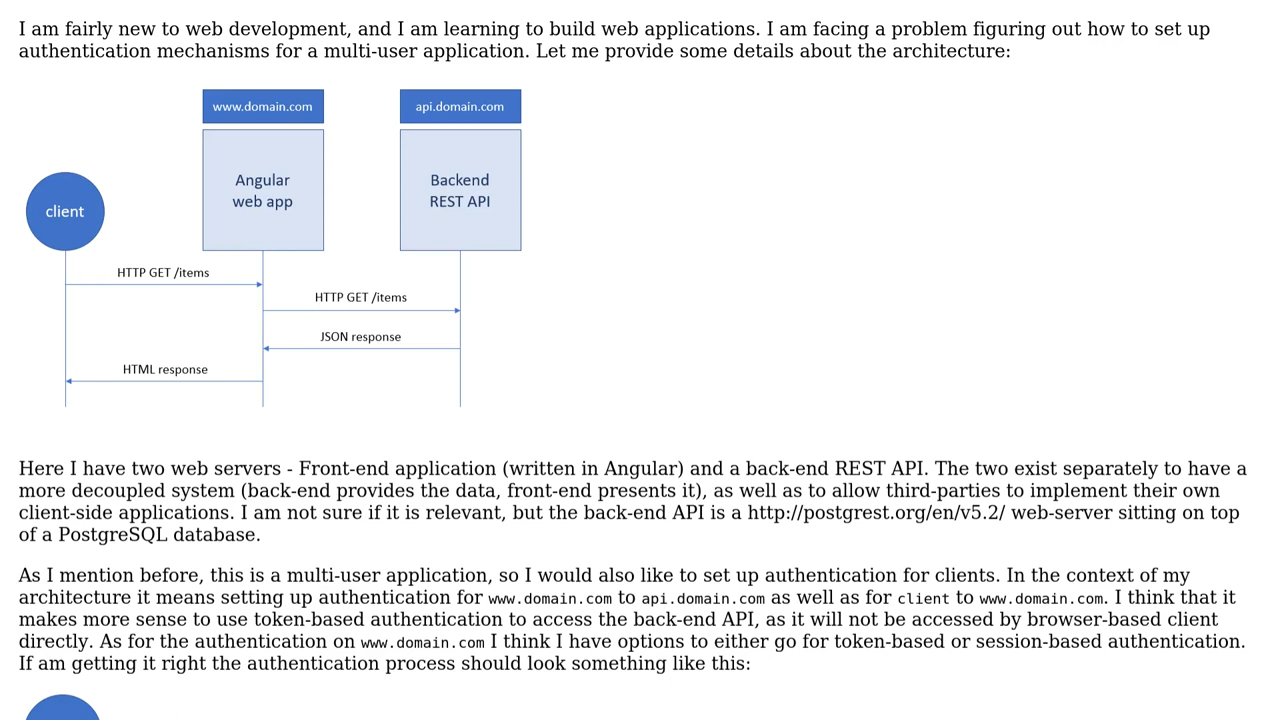 I am fairly new to web development, and I am learning to build web applications. I am facing a problem figuring out how to set up
authentication mechanisms for a multi-user application. Let me provide some details about the architecture:
www.domain.com
api.domain.com
Angular
web app
Backend
REST API
client
HTTP GET /items
HTTP GET /items
JSON response
HTML response
Here I have two web servers - Front-end application (written in Angular) and a back-end REST API. The two exist separately to have a
more decoupled system (back-end provides the data, front-end presents it), as well as to allow third-parties to implement their own
client-side applications. I am not sure if it is relevant, but the back-end API is a http://postgrest.org/en/v5.2/ web-server sitting on top
of a PostgreSQL database.
As I mention before, this is a multi-user application, so I would also like to set up authentication for clients. In the context of my
architecture it means setting up authentication for www.domain.com to api.domain.com as well as for client to www.domain.com. I think that it
makes more sense to use token-based authentication to access the back-end API, as it will not be accessed by browser-based client
directly. As for the authentication on www.domain.com I think I have options to either go for token-based or session-based authentication.
If am getting it right the authentication process should look something like this: